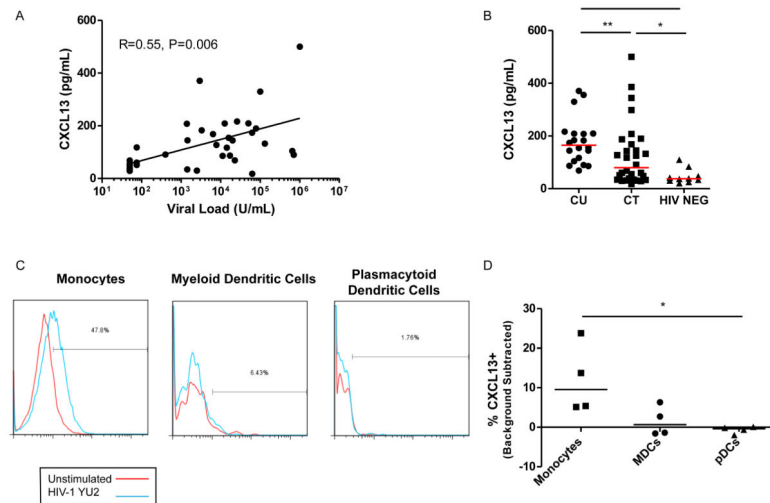 A
R=0.55, P=0.006
CXCL13 (pg/mL)
600
400
200
0
10¹ 10² 10³ 10⁴ 10⁵ 10⁶ 10⁷
Viral Load (U/mL)
B
** *
CXCL13 (pg/mL)
600
400
200
0
CU CT HIV NEG
C
Monocytes
47.8%
Myeloid Dendritic Cells
6.43%
Plasmacytoid
Dendritic Cells
1.76%
Unstimulated
HIV-1 YU2
D
*
% CXCL13+
(Background Subtracted)
30
20
10
0
-10
Monocytes MDCs pDCs